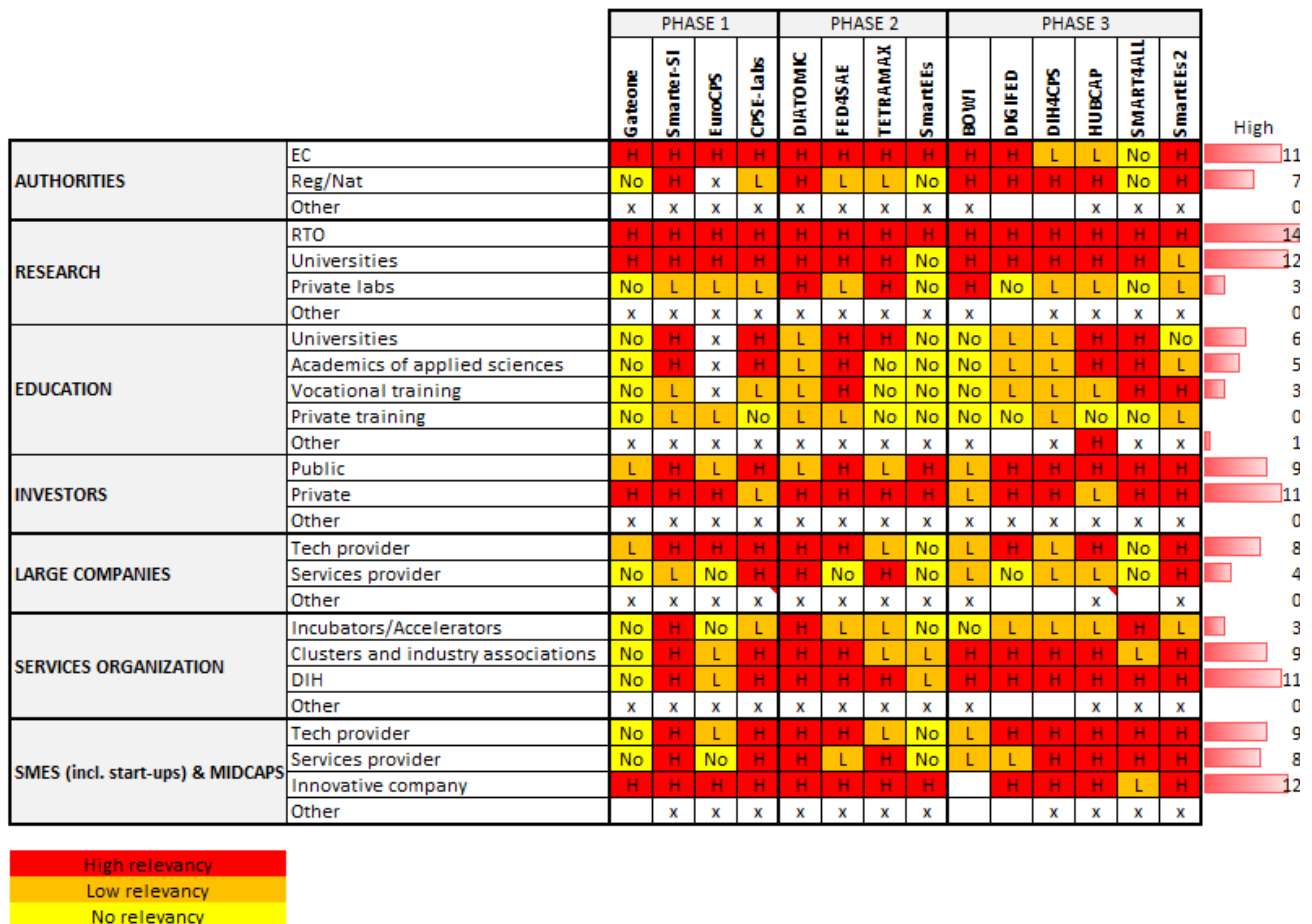 PHASE 1 PHASE 2 PHASE 3
Gateone Smarter-SI EuroCPS CPSE-Labs DIATOMIC FED4SAE TETRAMAX SmartEEs BOWI DIGIFED DIH4CPS HUBCAP SMART4ALL SmartEEs2 High
AUTHORITIES
EC H H H H H H H H H H L L No H 11
Reg/Nat No H x L H L L No H H H H No H 7
Other x x x x x x x x x x x x x 0
RESEARCH
RTO H H H H H H H H H H H H H H 14
Universities H H H H H H H No H H H H H L 12
Private labs No L L L H L H No H No L L No L 3
Other x x x x x x x x x x x x x x 0
EDUCATION
Universities No H x H L H H No No L L H H No 6
Academics of applied sciences No H x H L H No No No L L H H L 5
Vocational training No L x L L H No No No L L L H H 3
Private training No L L No L L No No No No L No No L 0
Other x x x x x x x x x x H x x 1
INVESTORS
Public L H L H L H L H L H H H H H 9
Private H H H L H H H H L H H L H H 11
Other x x x x x x x x x x x x x x 0
LARGE COMPANIES
Tech provider L H H H H H L No L H L H No H 8
Services provider No L No H H No H No L No L L No H 4
Other x x x x x x x x x x x 0
SERVICES ORGANIZATION
Incubators/Accelerators No H No L H L L No No L L L H L 3
Clusters and industry associations No H L H H H L L H H H H L H 9
DIH No H L H H H H L H H H H H H 11
Other x x x x x x x x x x x x 0
SMES (incl. start-ups) & MIDCAPS
Tech provider No H L H H H L No L H H H H H 9
Services provider No H No H H L H No L L H H H H 8
Innovative company H H H H H H H H H H H L H 12
Other x x x x x x x x x x x
High relevancy
Low relevancy
No relevancy